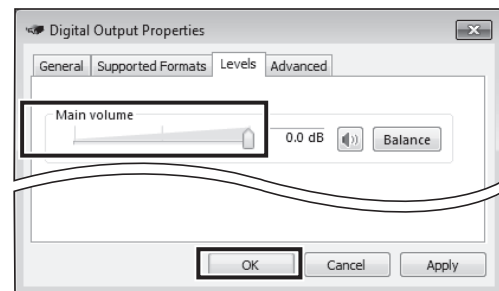 Digital Output Properties
General Supported Formats Levels Advanced
Main volume
0.0 dB Balance
OK Cancel Apply